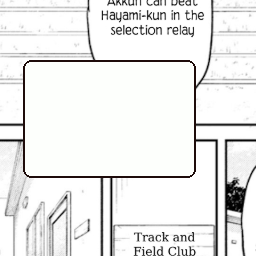 Akkun can beat
Hayami-kun in the
selection relay
Track and
Field Club